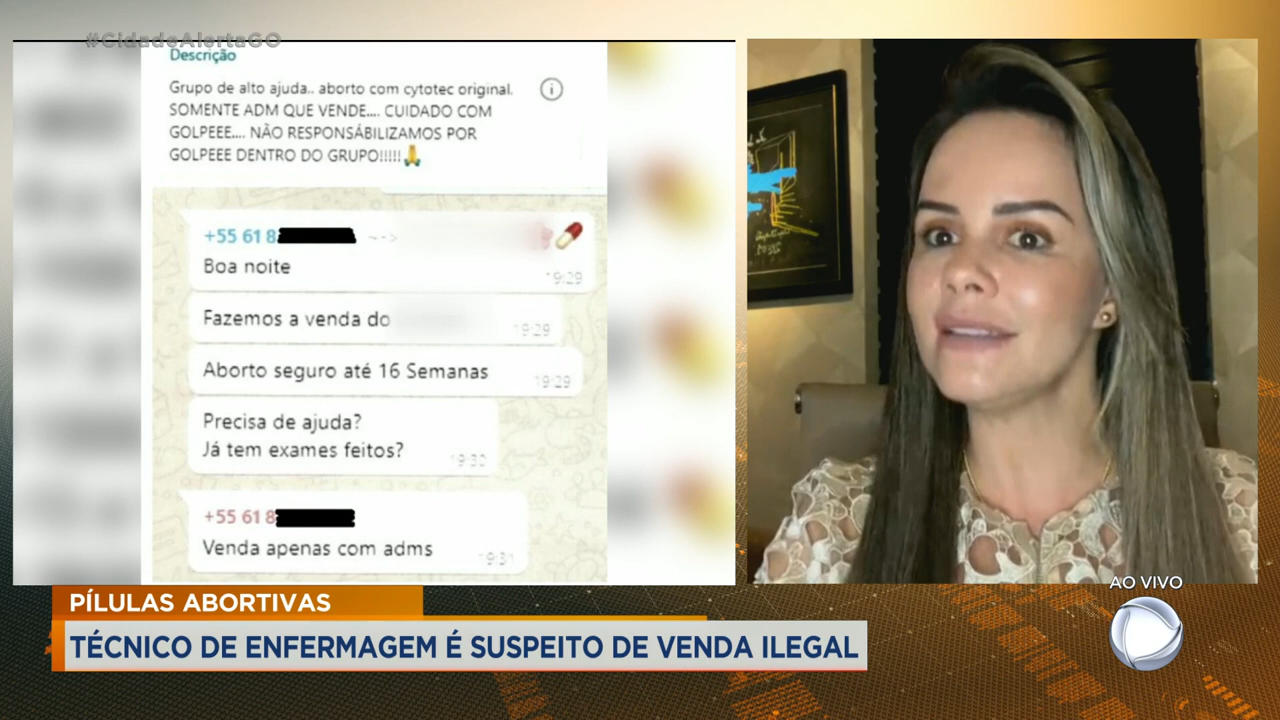 #CidadeAlertaGO
Descrição
Grupo de alto ajuda.. aborto com cytotec original.
SOMENTE ADM QUE VENDE.... CUIDADO COM
GOLPEEE.... NÃO RESPONSÁBILIZAMOS POR
GOLPEEE DENTRO DO GRUPO!!!!!🙏
+55 61 8
~-~>
Boa noite
19:29
Fazemos a venda do
19:29
Aborto seguro até 16 Semanas
19:29
Precisa de ajuda?
Já tem exames feitos?
19:30
+55 61 8
Venda apenas com adms
19:31
AO VIVO
PÍLULAS ABORTIVAS
TÉCNICO DE ENFERMAGEM É SUSPEITO DE VENDA ILEGAL